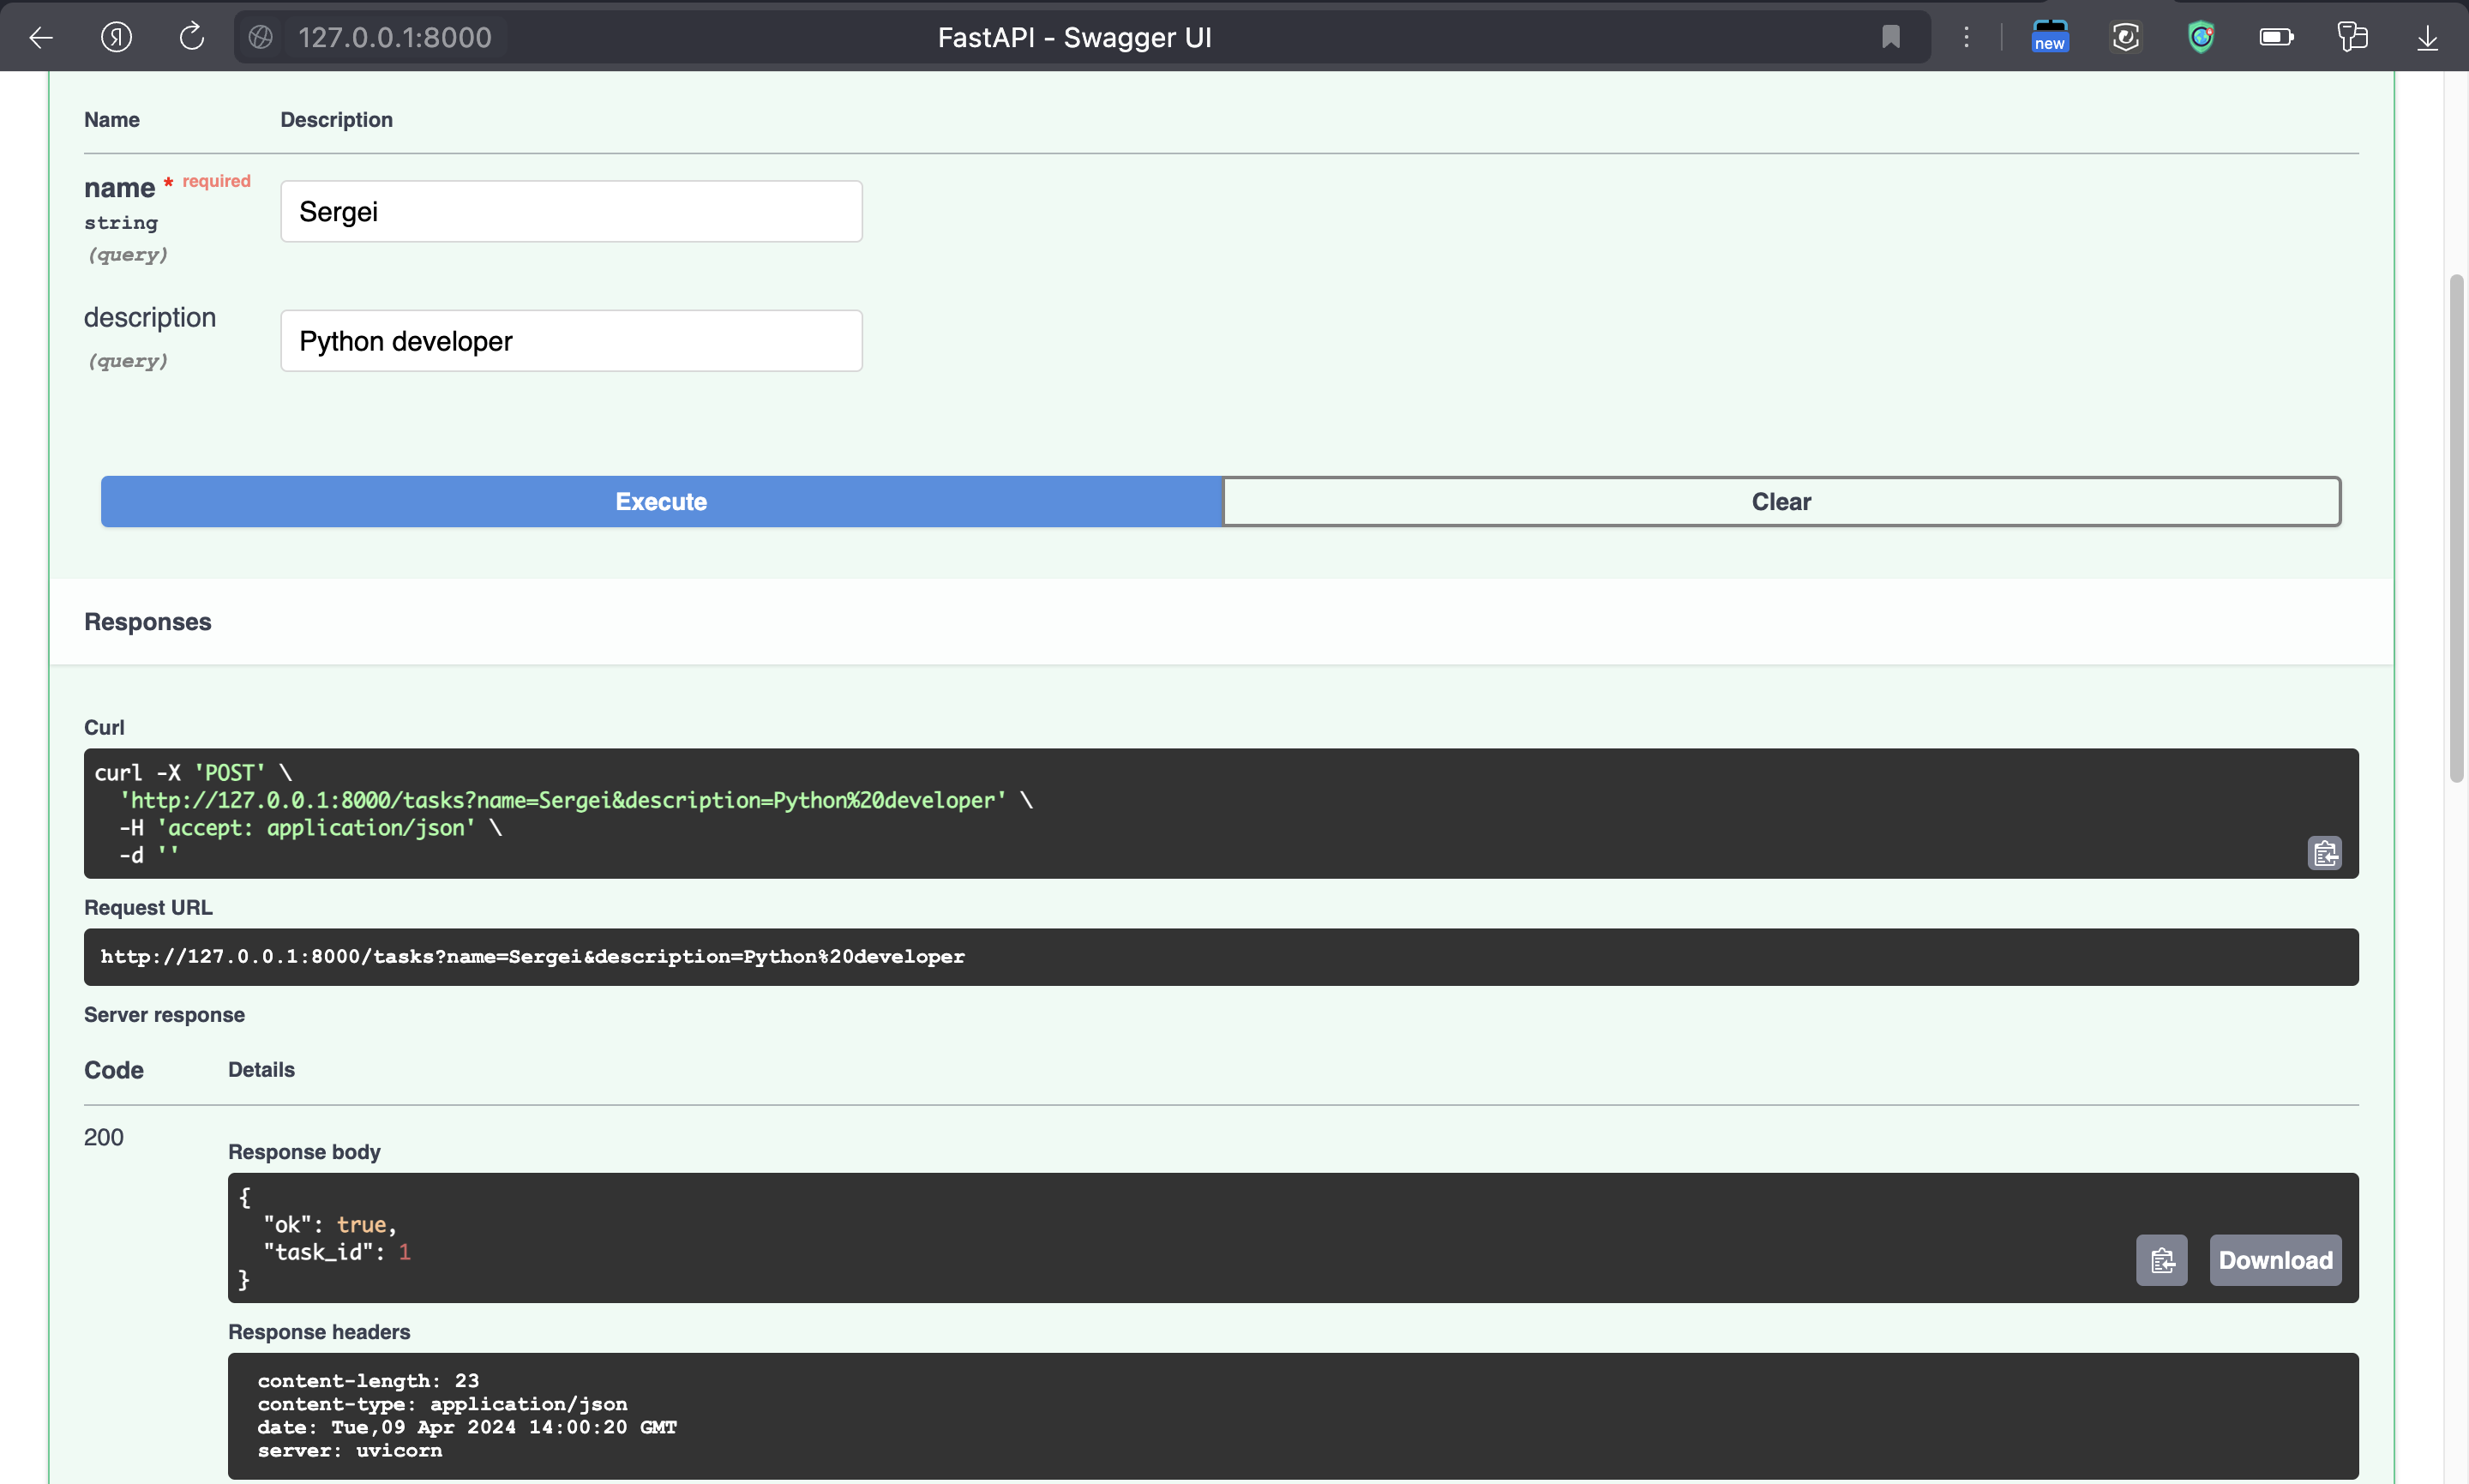 Я 127.0.0.1:8000 FastAPI - Swagger UI new
Name Description
name * required
string
(query)
Sergei
description
(query)
Python developer
Execute Clear
Responses
Curl
curl -X 'POST' \
'http://127.0.0.1:8000/tasks?name=Sergei&description=Python%20developer' \
-H 'accept: application/json' \
-d ''
Request URL
http://127.0.0.1:8000/tasks?name=Sergei&description=Python%20developer
Server response
Code Details
200
Response body
{
"ok": true,
"task_id": 1
}
Download
Response headers
content-length: 23
content-type: application/json
date: Tue,09 Apr 2024 14:00:20 GMT
server: uvicorn